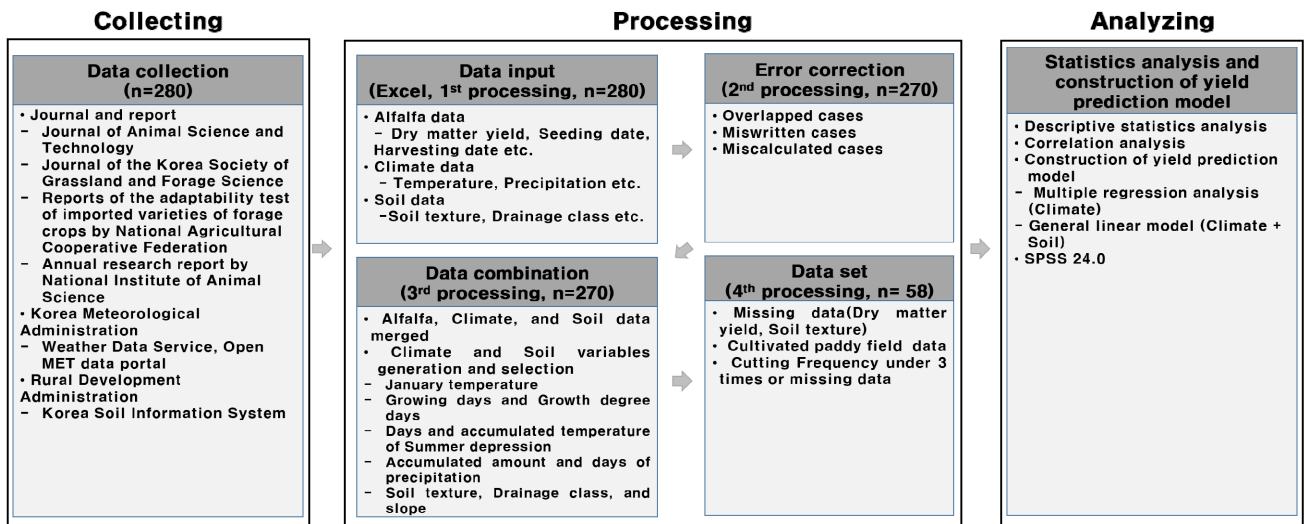 Collecting
Data collection
(n=280)
• Journal and report
– Journal of Animal Science and
Technology
– Journal of the Korea Society of
Grassland and Forage Science
– Reports of the adaptability test
of imported varieties of forage
crops by National Agricultural
Cooperative Federation
– Annual research report by
National Institute of Animal
Science
• Korea Meteorological
Administration
– Weather Data Service, Open
MET data portal
• Rural Development
Administration
– Korea Soil Information System
Processing
Data input
(Excel, 1st processing, n=280)
• Alfalfa data
– Dry matter yield, Seeding date,
Harvesting date etc.
• Climate data
– Temperature, Precipitation etc.
• Soil data
–Soil texture, Drainage class etc.
Error correction
(2nd processing, n=270)
• Overlapped cases
• Miswritten cases
• Miscalculated cases
Data combination
(3rd processing, n=270)
• Alfalfa, Climate, and Soil data
merged
• Climate and Soil variables
generation and selection
– January temperature
– Growing days and Growth degree
days
– Days and accumulated temperature
of Summer depression
– Accumulated amount and days of
precipitation
– Soil texture, Drainage class, and
slope
Data set
(4th processing, n= 58)
• Missing data(Dry matter
yield, Soil texture)
• Cultivated paddy field data
• Cutting Frequency under 3
times or missing data
Analyzing
Statistics analysis and
construction of yield
prediction model
• Descriptive statistics analysis
• Correlation analysis
• Construction of yield prediction
model
– Multiple regression analysis
(Climate)
– General linear model (Climate +
Soil)
• SPSS 24.0